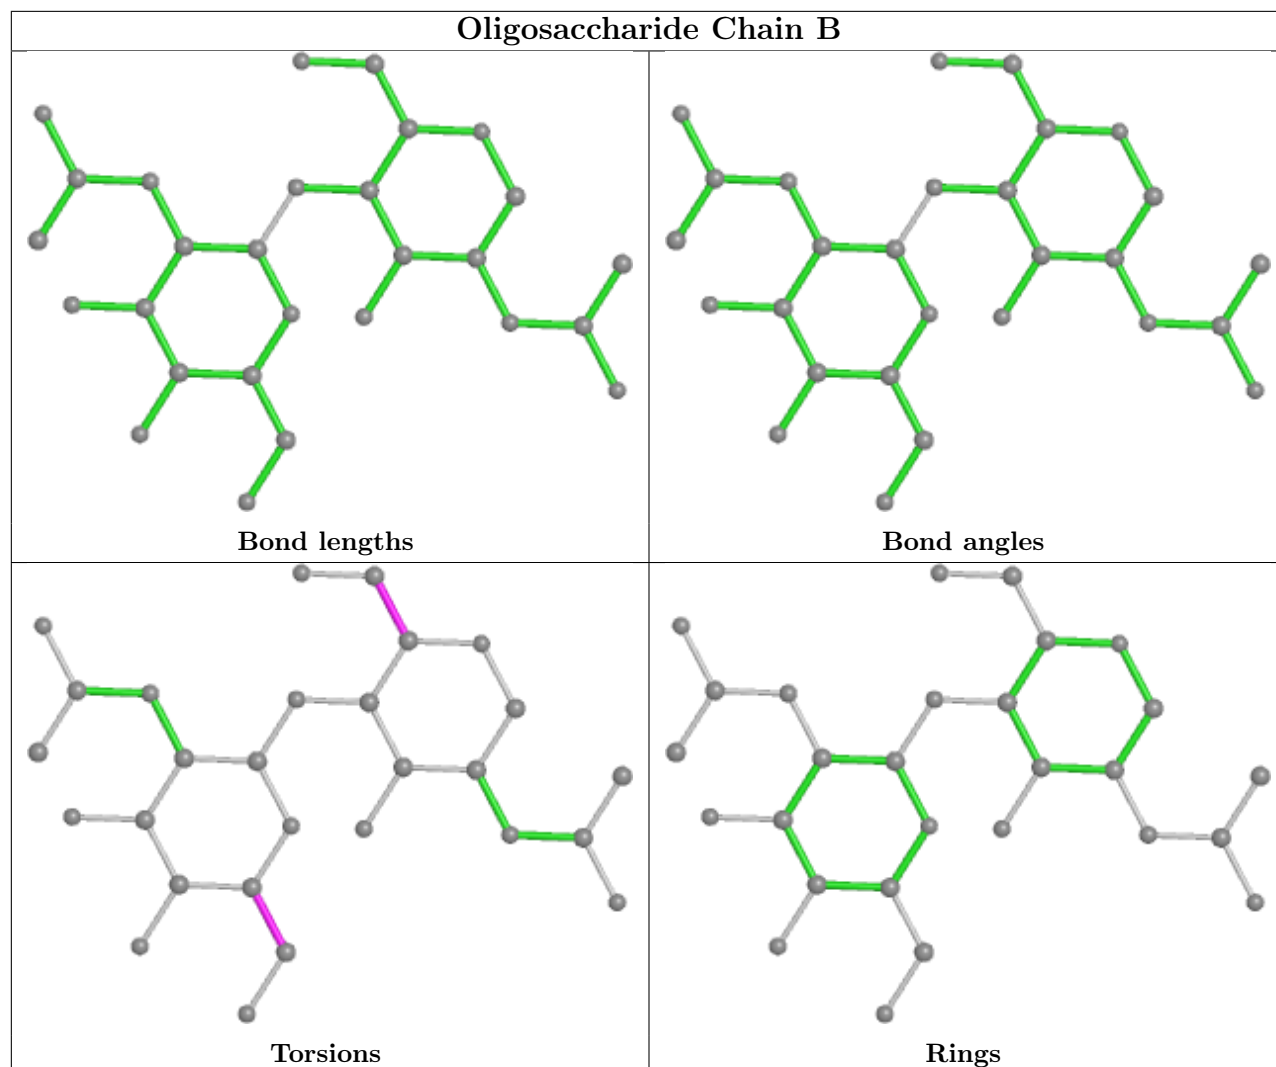 Oligosaccharide Chain B
Bond lengths
Bond angles
Torsions
Rings